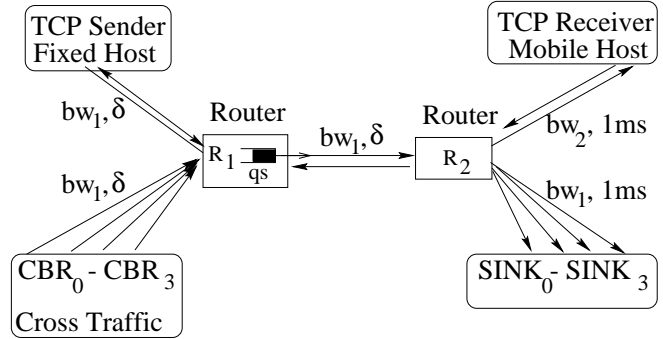 TCP Sender
Fixed Host
TCP Receiver
Mobile Host
bw₁, δ
Router
R₁
qs
bw₁, δ
Router
R₂
bw₂, 1ms
bw₁, δ
bw₁, 1ms
CBR₀ - CBR₃
Cross Traffic
SINK₀- SINK₃